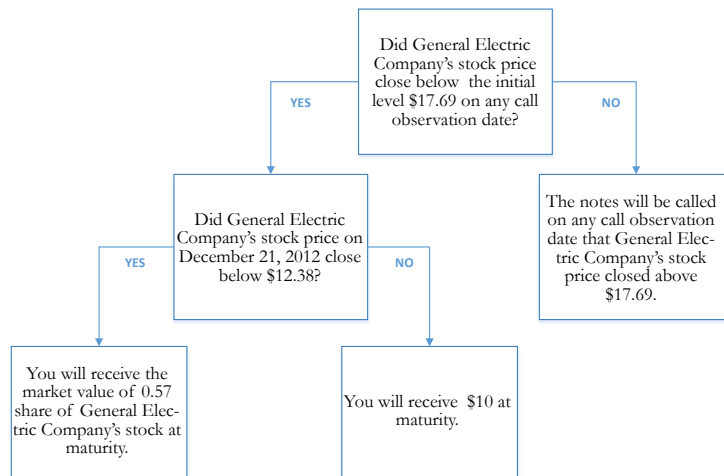 Did General Electric
Company's stock price
close below the initial
level $17.69 on any call
observation date?
YES
NO
Did General Electric
Company's stock price on
December 21, 2012 close
below $12.38?
The notes will be called
on any call observation
date that General Elec-
tric Company's stock
price closed above
$17.69.
YES
NO
You will receive the
market value of 0.57
share of General Elec-
tric Company's stock at
maturity.
You will receive $10 at
maturity.